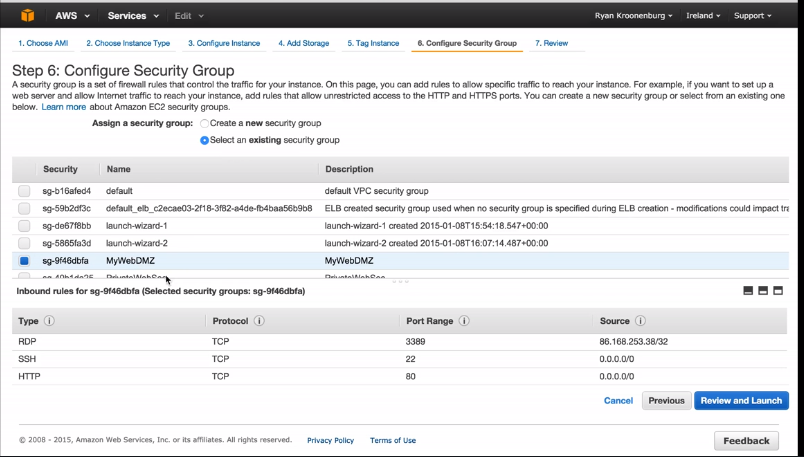 AWS Services Edit Ryan Kroonenburg Ireland Support
1. Choose AMI 2. Choose Instance Type 3. Configure Instance 4. Add Storage 5. Tag Instance 6. Configure Security Group 7. Review
Step 6: Configure Security Group
A security group is a set of firewall rules that control the traffic for your instance. On this page, you can add rules to allow specific traffic to reach your instance. For example, if you want to set up a
web server and allow Internet traffic to reach your instance, add rules that allow unrestricted access to the HTTP and HTTPS ports. You can create a new security group or select from an existing one
below. Learn more about Amazon EC2 security groups.
Assign a security group: Create a new security group
Select an existing security group
Security Name Description
sg-b16afed4 default default VPC security group
sg-59b2df3c default_elb_c2ecae03-2f18-3f82-a4de-fb4baa56b9b8 ELB created security group used when no security group is specified during ELB creation - modifications could impact tra
sg-de67f8bb launch-wizard-1 launch-wizard-1 created 2015-01-08T15:54:18.547+00:00
sg-5865fa3d launch-wizard-2 launch-wizard-2 created 2015-01-08T16:07:14.487+00:00
sg-9f46dbfa MyWebDMZ MyWebDMZ
Inbound rules for sg-9f46dbfa (Selected security groups: sg-9f46dbfa)
Type Protocol Port Range Source
RDP TCP 3389 86.168.253.38/32
SSH TCP 22 0.0.0.0/0
HTTP TCP 80 0.0.0.0/0
Cancel Previous Review and Launch
© 2008 - 2015, Amazon Web Services, Inc. or its affiliates. All rights reserved. Privacy Policy Terms of Use Feedback